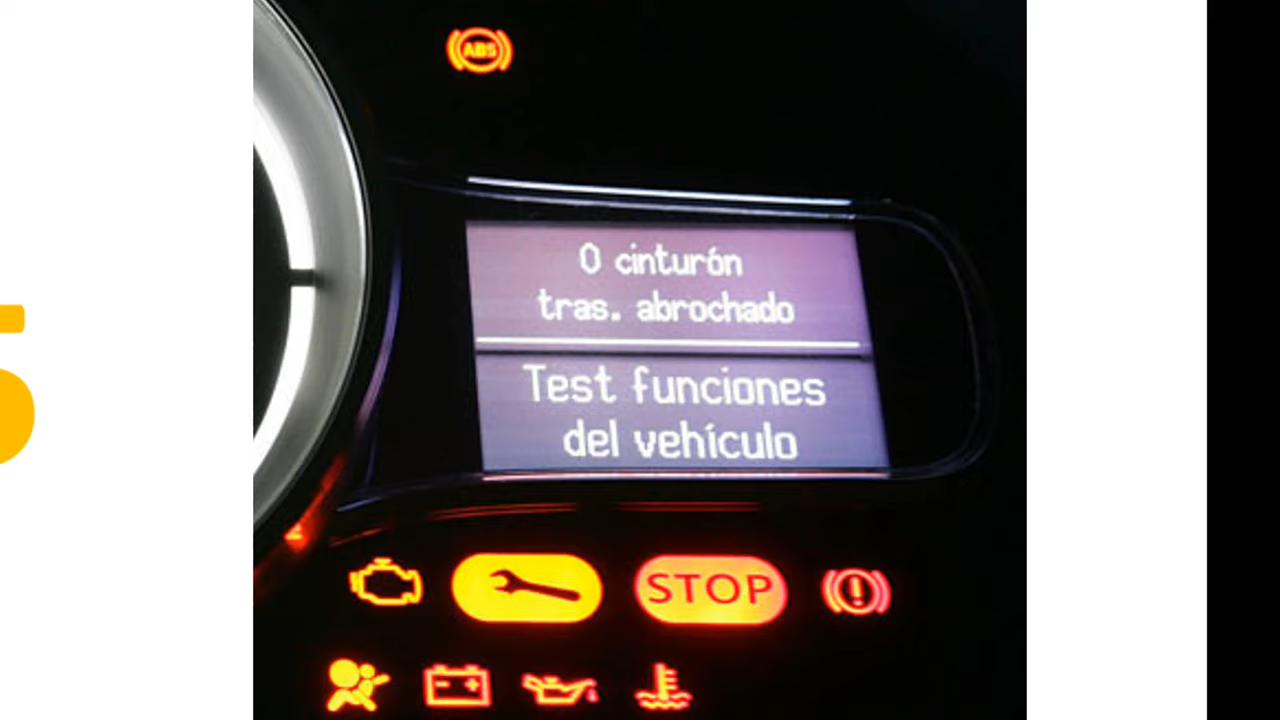 ABS
0 cinturón
tras. abrochado
Test funciones
del vehículo
STOP